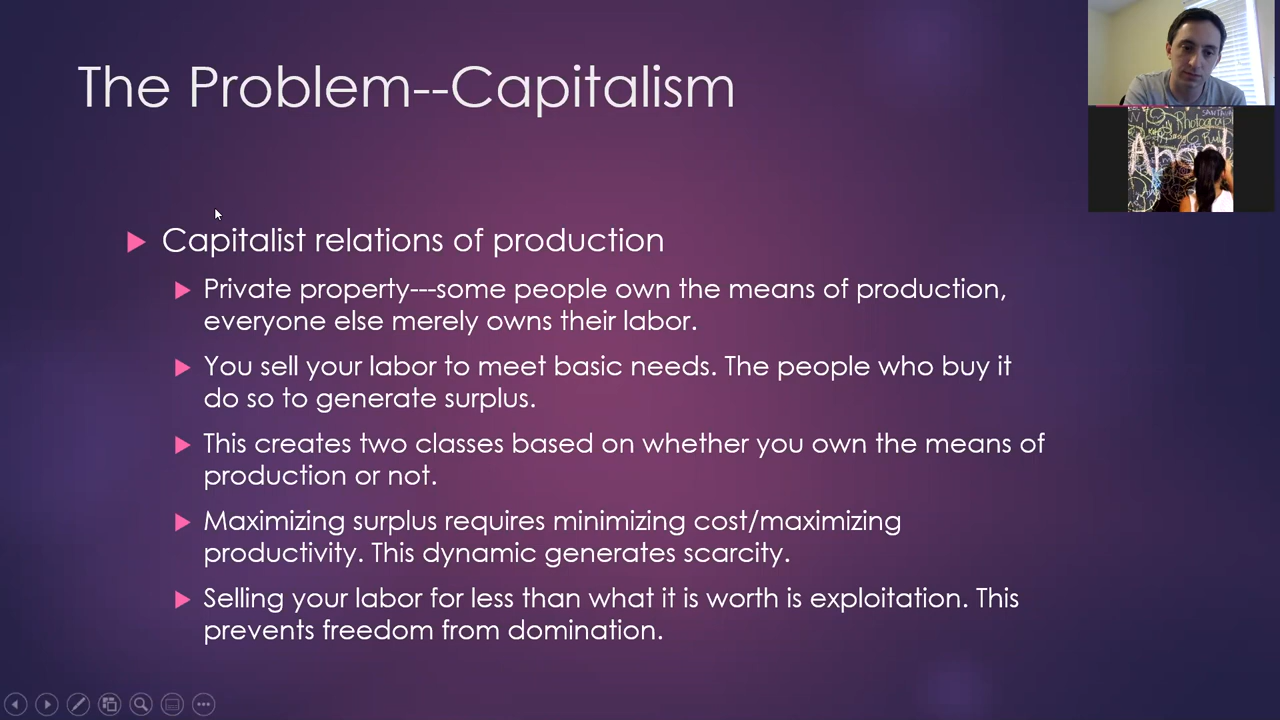 The Problem--Capitalism
Capitalist relations of production
Private property---some people own the means of production,
everyone else merely owns their labor.
You sell your labor to meet basic needs. The people who buy it
do so to generate surplus.
This creates two classes based on whether you own the means of
production or not.
Maximizing surplus requires minimizing cost/maximizing
productivity. This dynamic generates scarcity.
Selling your labor for less than what it is worth is exploitation. This
prevents freedom from domination.